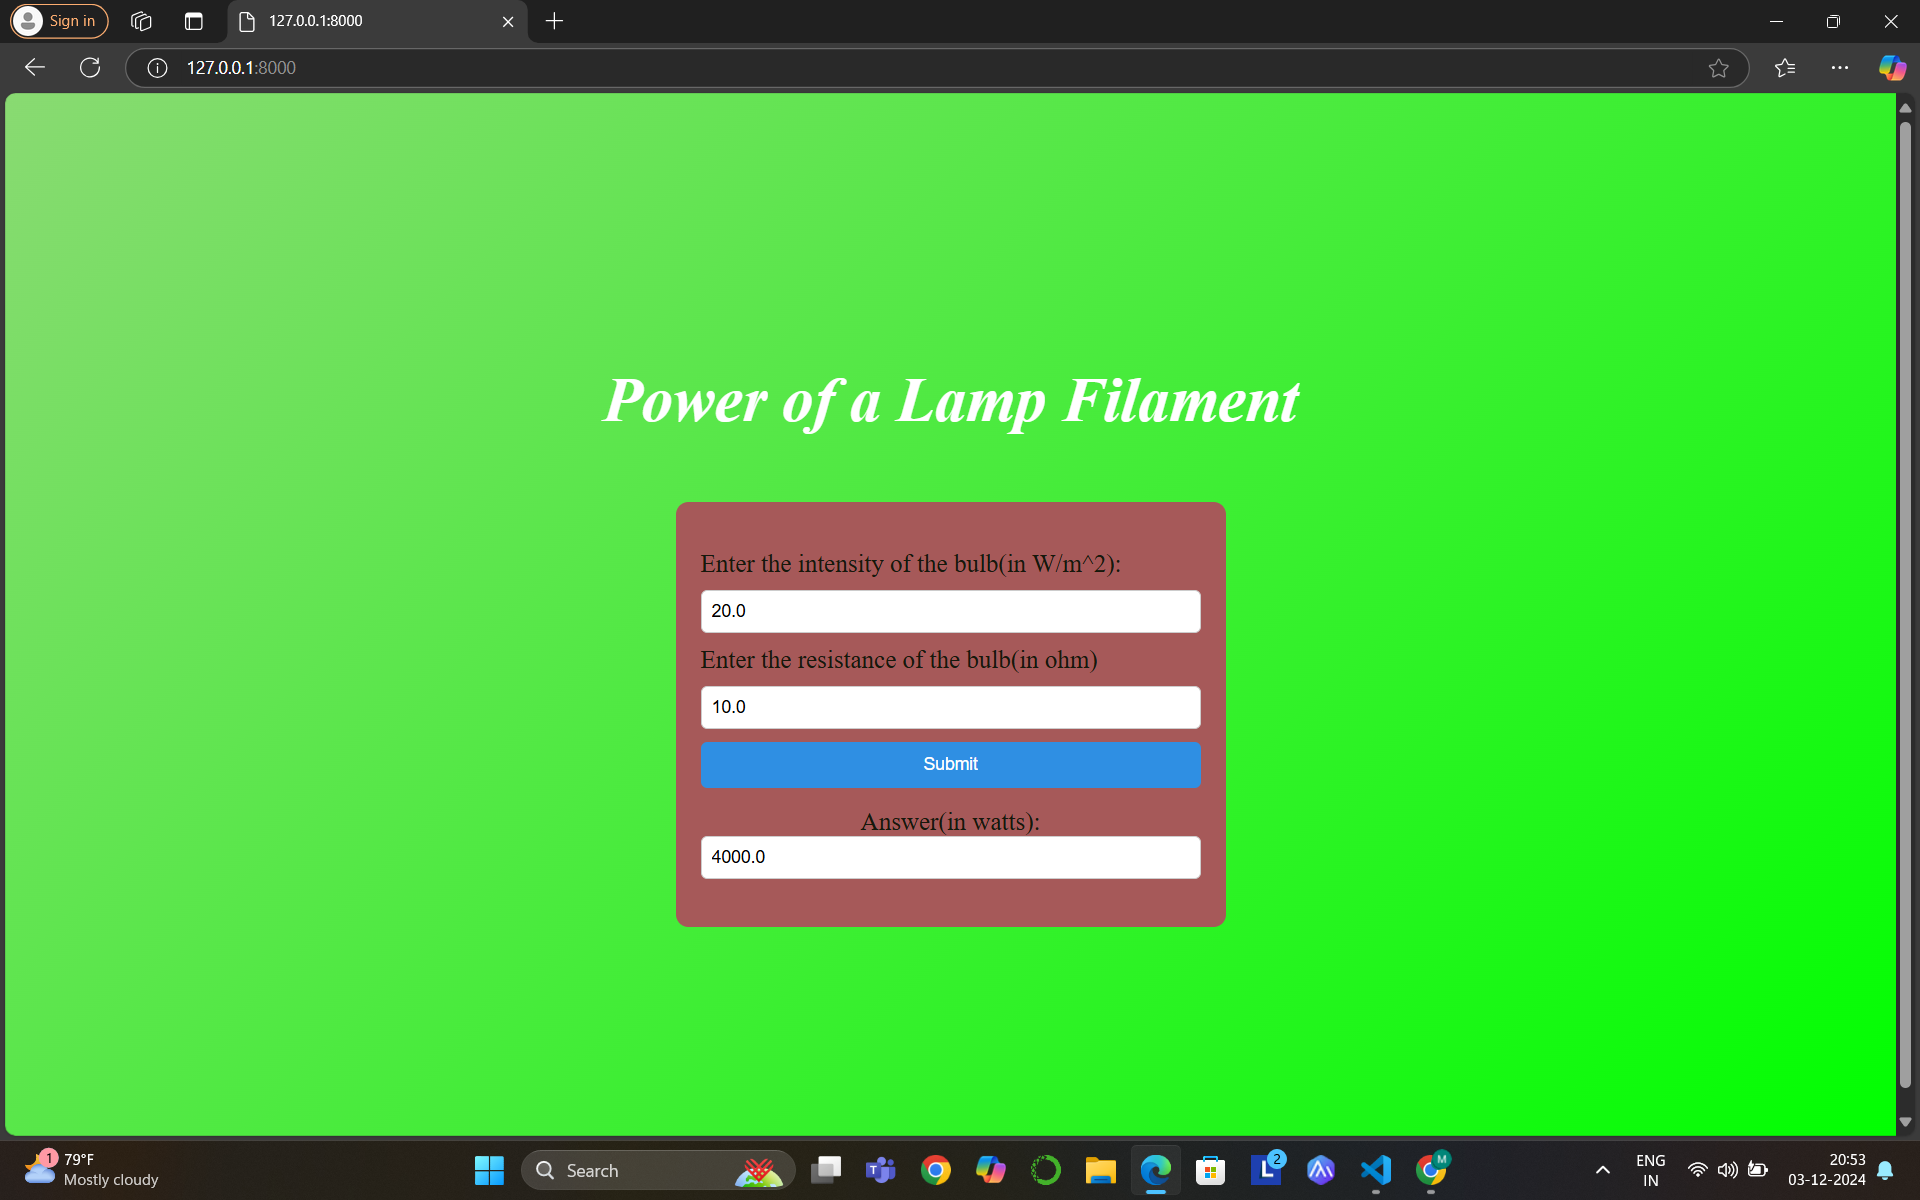 Sign in
127.0.0.1:8000
127.0.0.1:8000
Power of a Lamp Filament
Enter the intensity of the bulb(in W/m^2):
20.0
Enter the resistance of the bulb(in ohm)
10.0
Submit
Answer(in watts):
4000.0
1
79°F
Mostly cloudy
Search
T
L
2
M
ENG
IN
20:53
03-12-2024